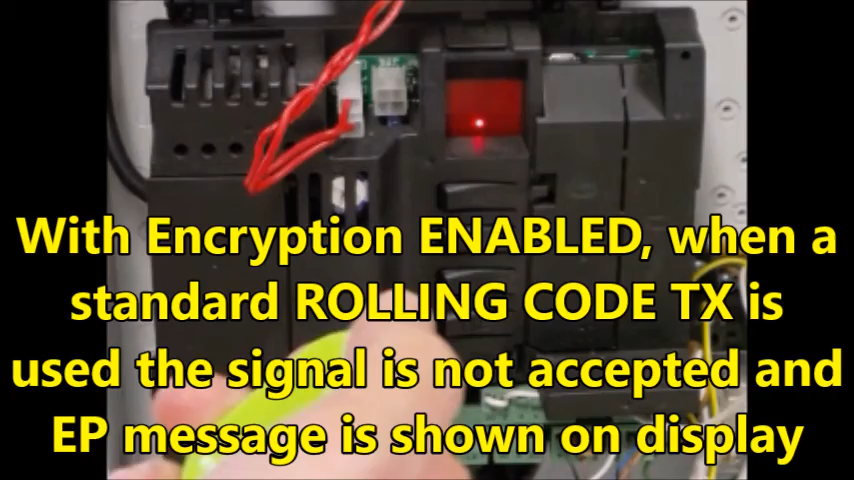 With Encryption ENABLED, when a
standard ROLLING CODE TX is
used the signal is not accepted and
EP message is shown on display